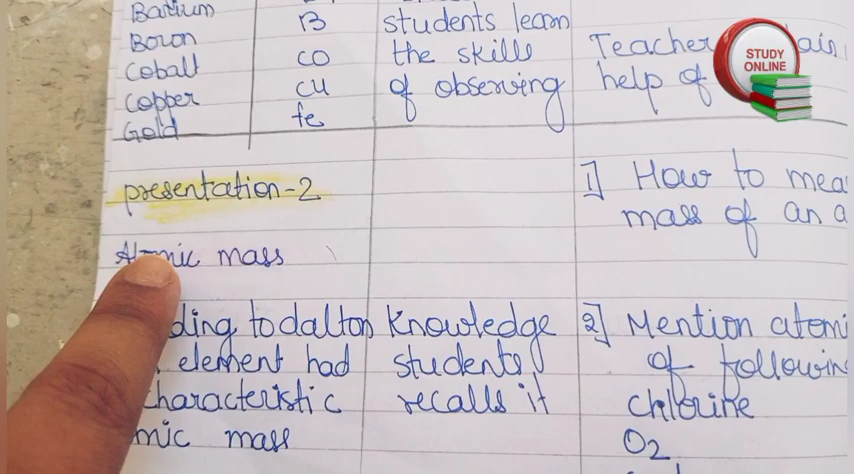 Barium
Boron
Cobalt
Copper
Gold
B
co
cu
fe
students learn
the skills
of observing
Teacher
help of
STUDY
ONLINE
presentation-2
Atomic mass
ding to dalton
element had
characteristic
mic mass
knowledge
students
recalls it
1] How to mea
mass of an a
2] Mention atomi
of following
chlorine
O2